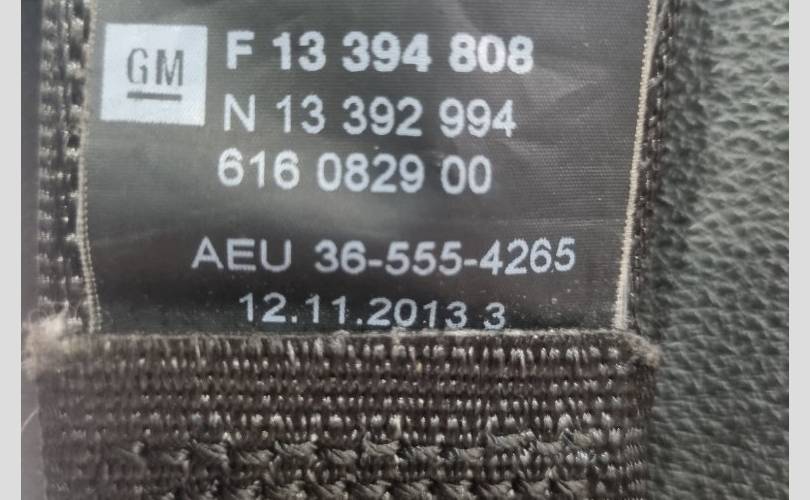 GM
F 13 394 808
N 13 392 994
616 0829 00
AEU 36-555-4265
12.11.2013 3